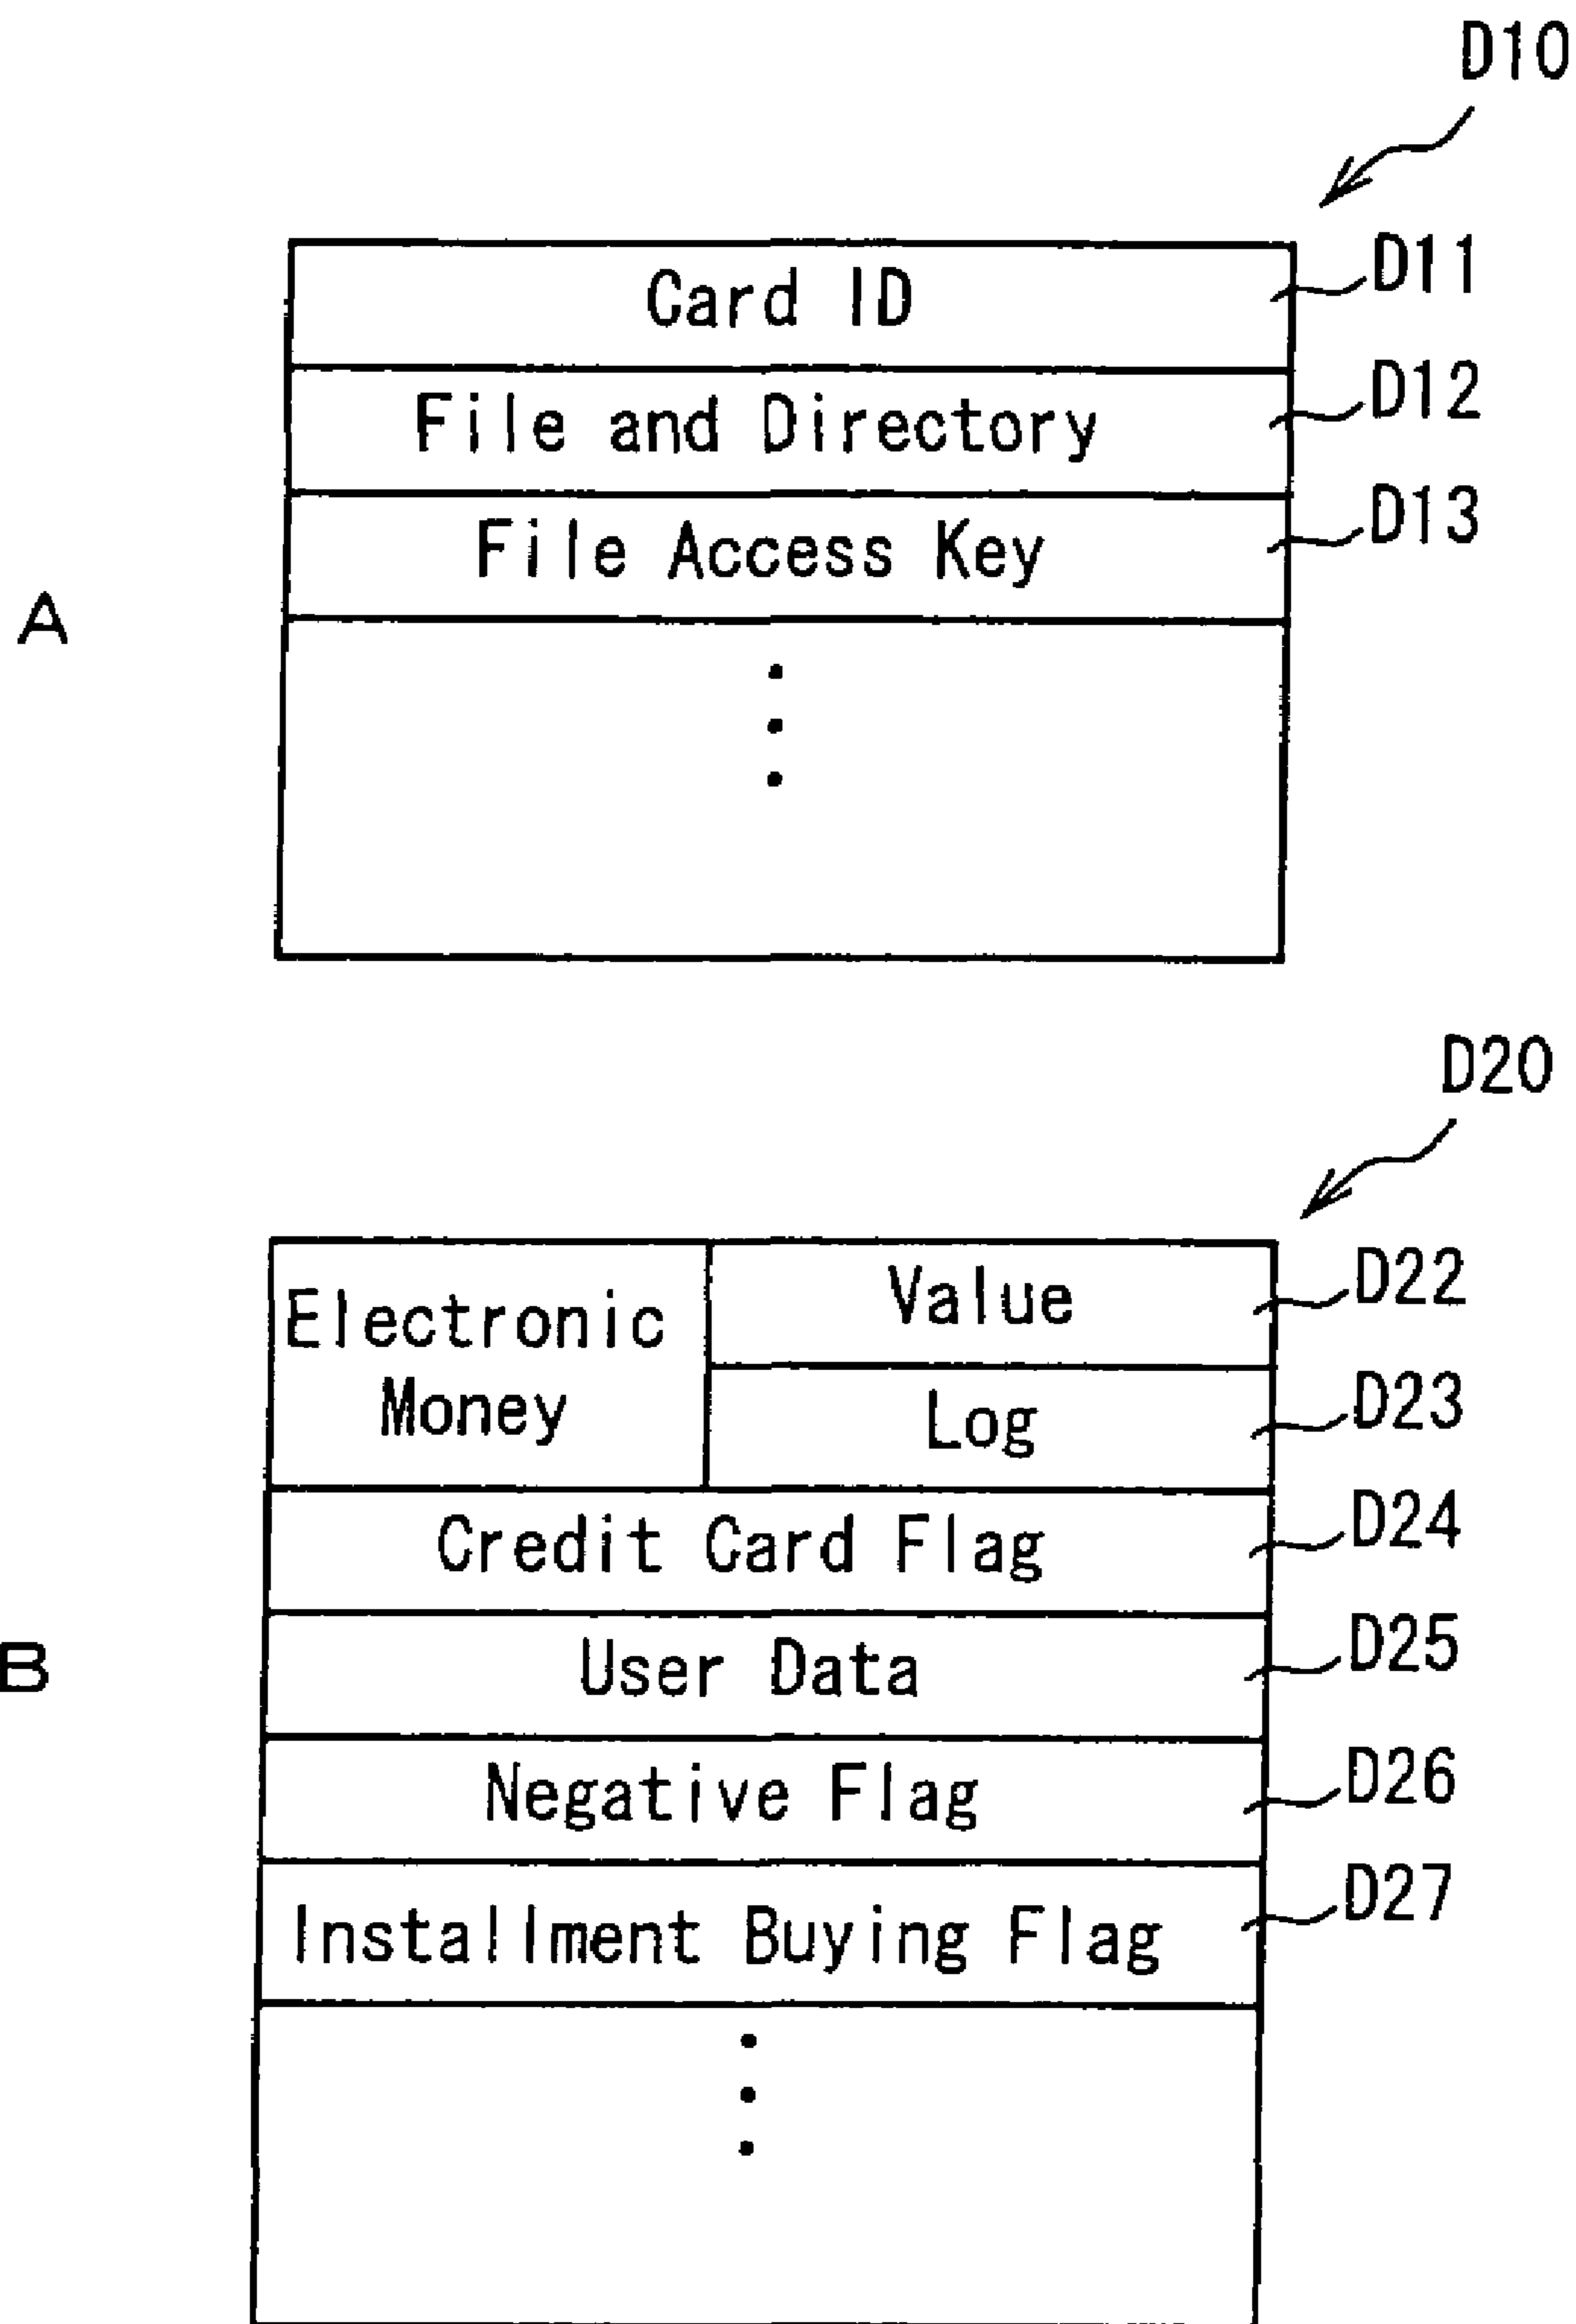 D10
Card ID
D11
File and Directory
D12
File Access Key
D13
A
D20
Electronic
Money
Value
D22
Log
D23
Credit Card Flag
D24
User Data
D25
B
Negative Flag
D26
Installment Buying Flag
D27